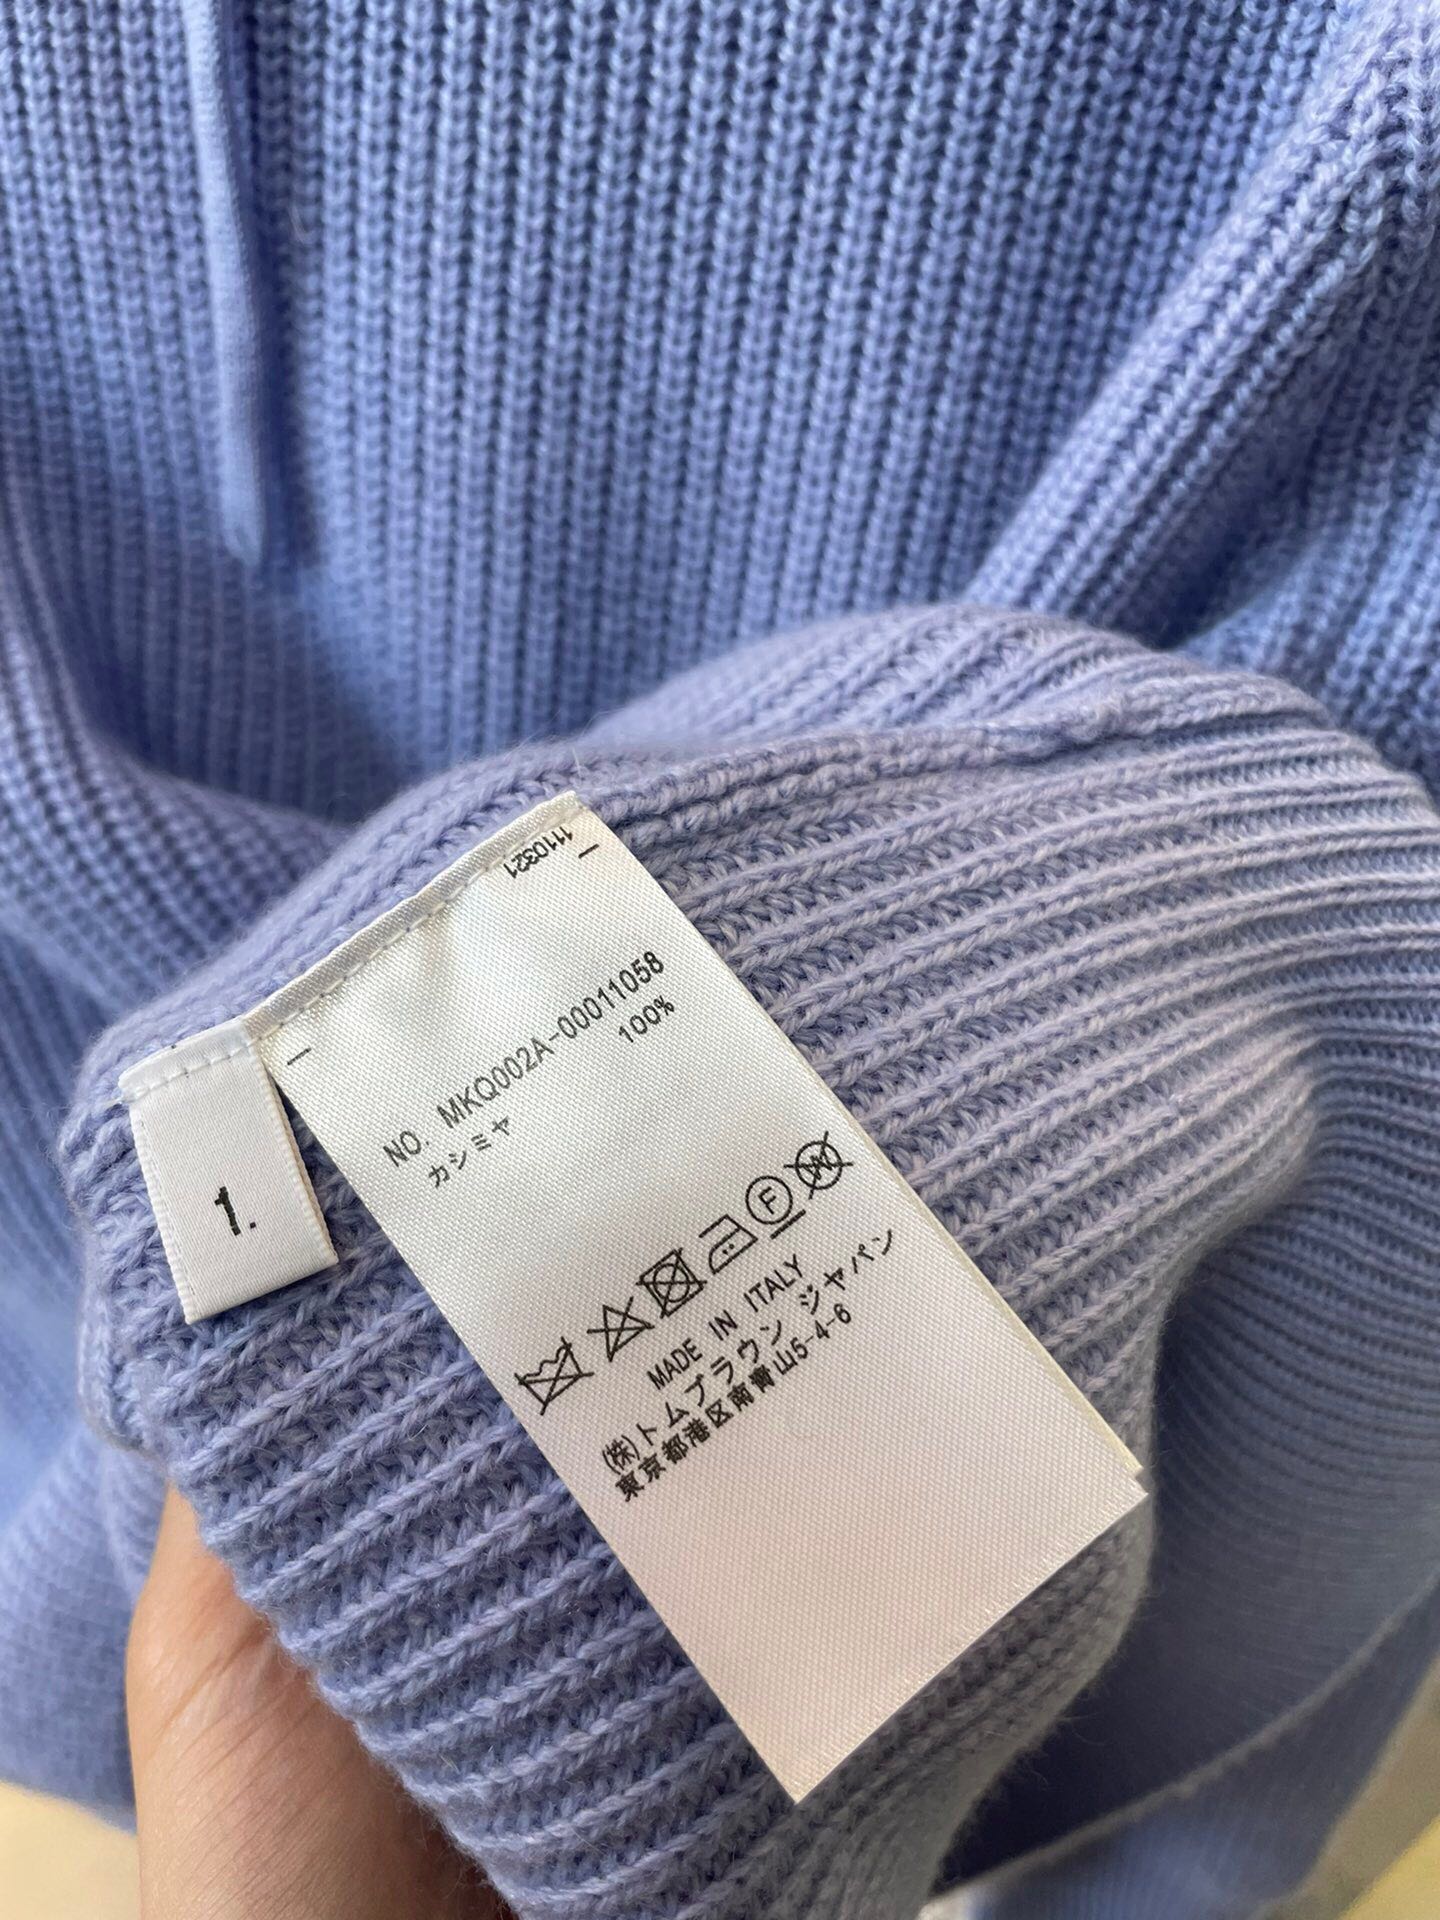 1110321
NO. MKQ002A-00011058
カシミヤ 100%
1.
F
W
MADE IN ITALY
(株)トムブラウン ジャパン
東京都港区南青山5-4-6